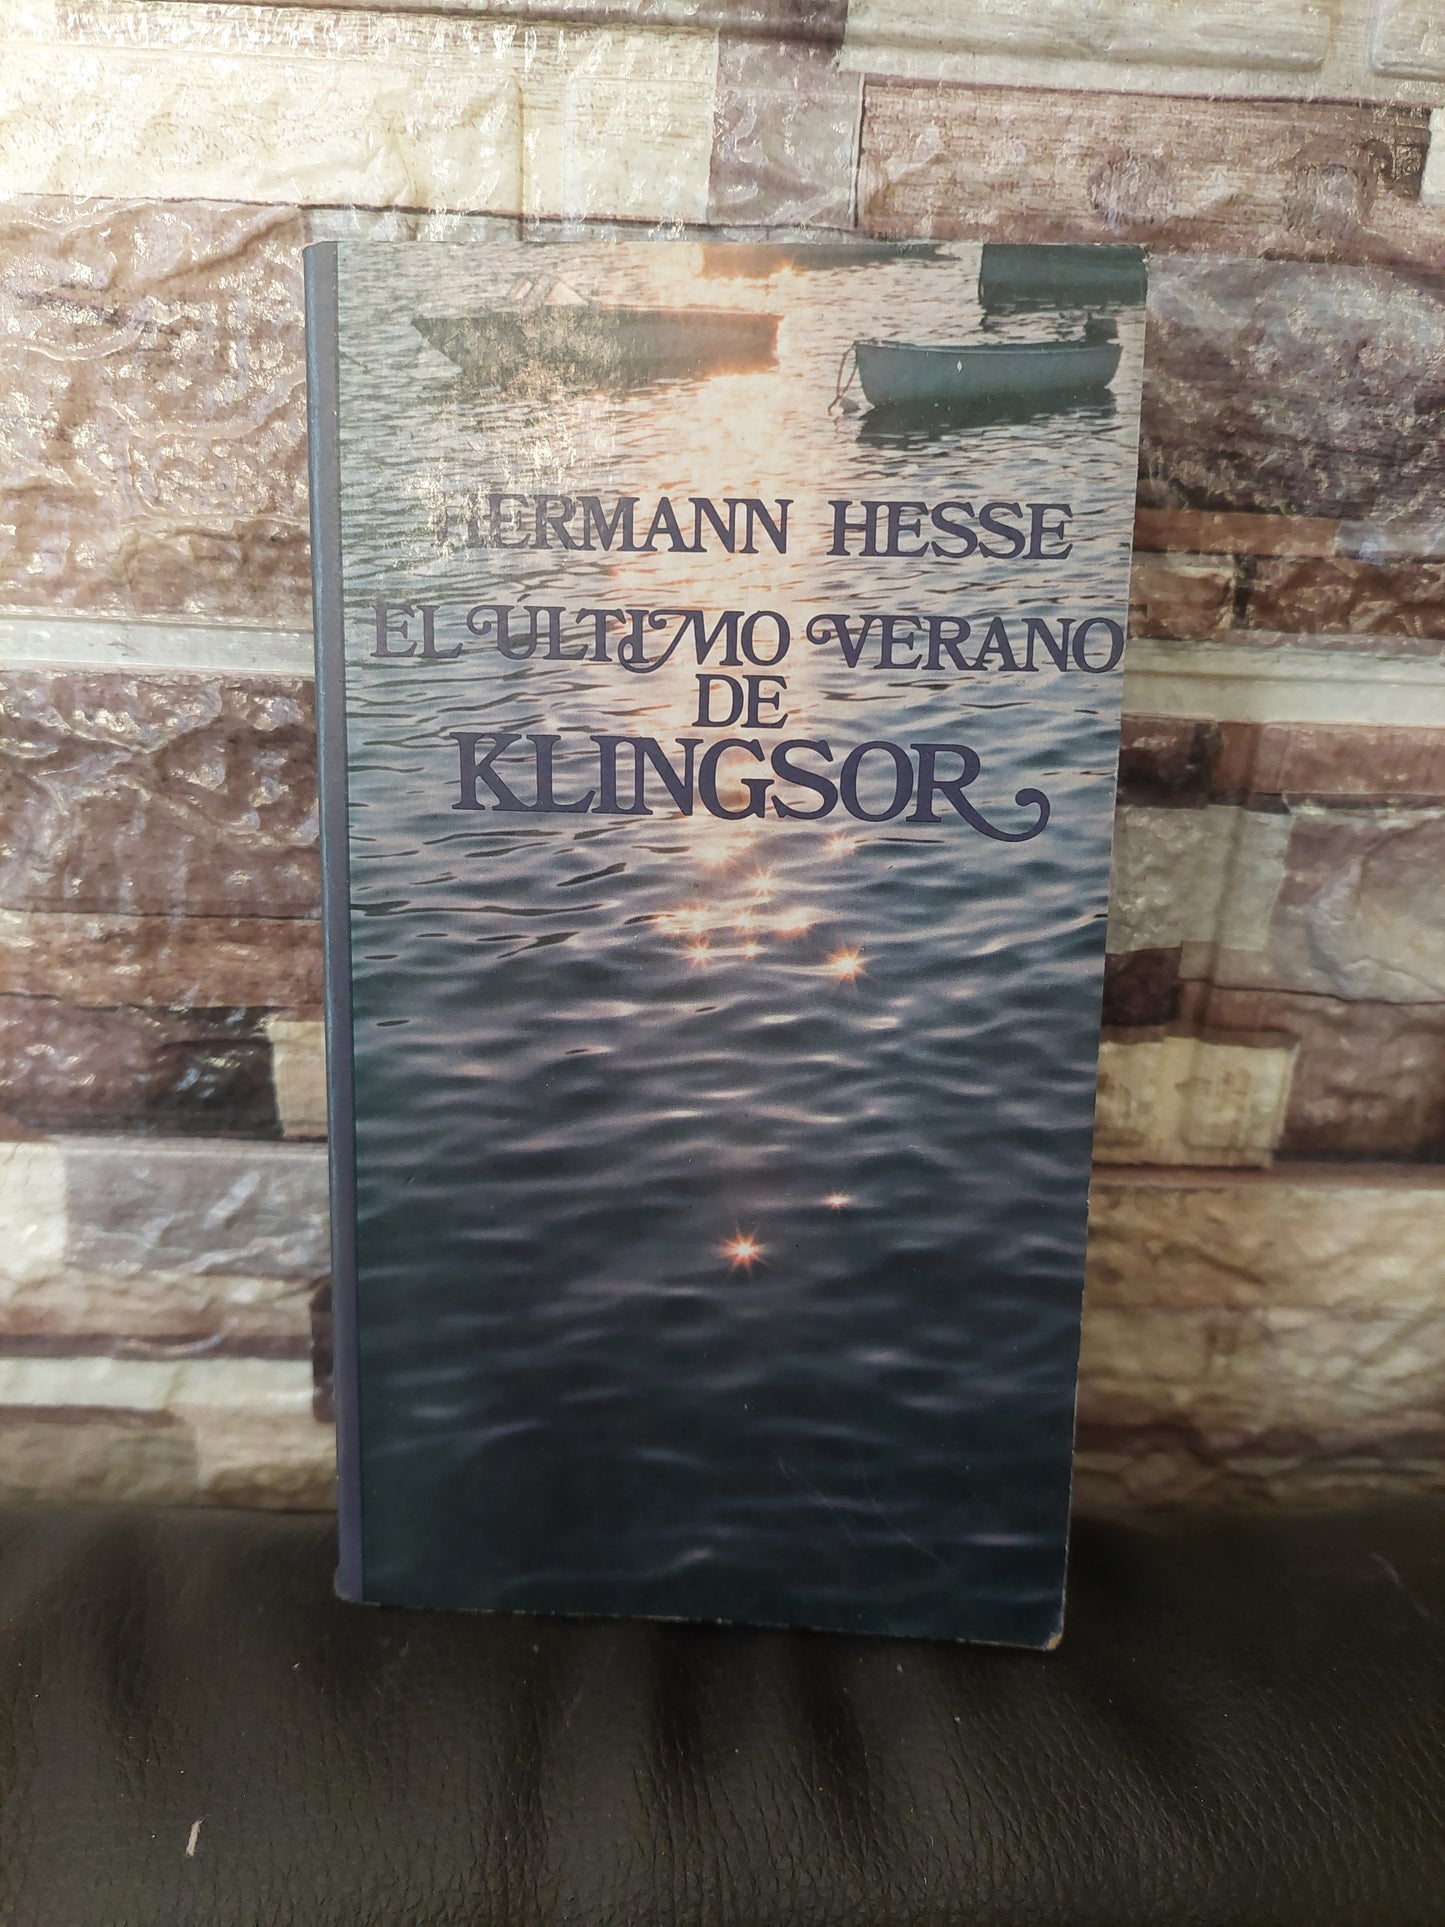 HERMANN HESSE
EL ULTIMO VERANO
DE
KLINGSOR